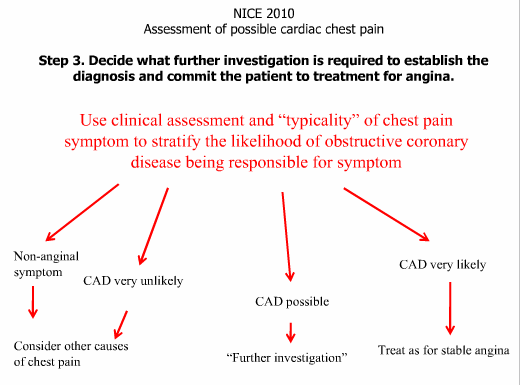 NICE 2010
Assessment of possible cardiac chest pain
Step 3. Decide what further investigation is required to establish the
diagnosis and commit the patient to treatment for angina.
Use clinical assessment and “typicality” of chest pain
symptom to stratify the likelihood of obstructive coronary
disease being responsible for symptom
Non-anginal
symptom
CAD very unlikely
CAD possible
CAD very likely
Consider other causes
of chest pain
“Further investigation”
Treat as for stable angina